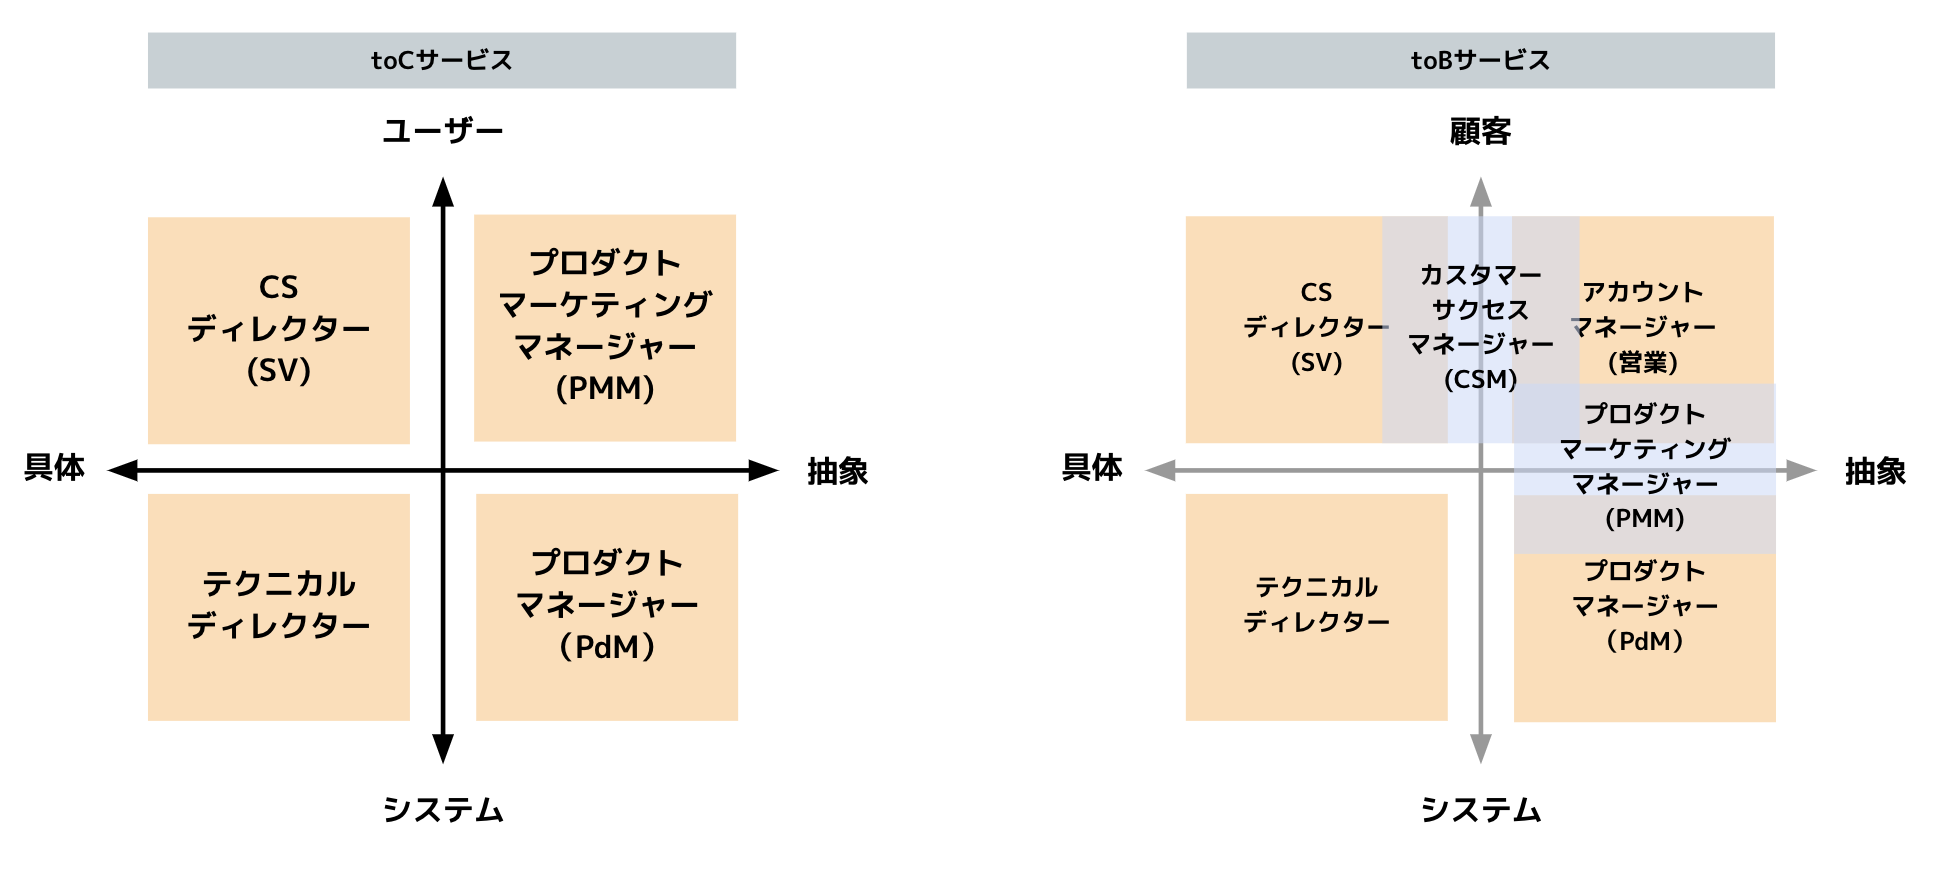 toCサービス
ユーザー
CS
ディレクター
(SV)
プロダクト
マーケティング
マネージャー
(PMM)
具体
抽象
テクニカル
ディレクター
プロダクト
マネージャー
(PdM)
システム
toBサービス
顧客
CS
ディレクター
(SV)
カスタマー
サクセス
マネージャー
(CSM)
アカウント
マネージャー
(営業)
プロダクト
マーケティング
マネージャー
(PMM)
具体
抽象
テクニカル
ディレクター
プロダクト
マネージャー
(PdM)
システム